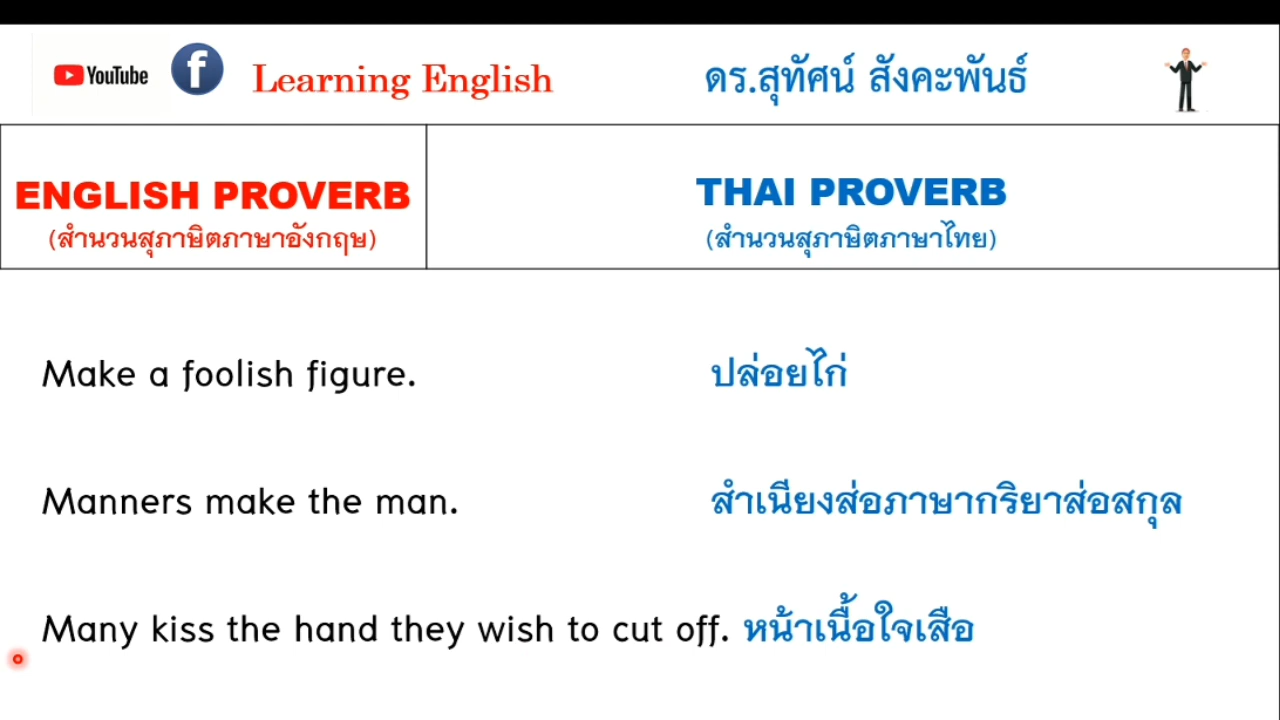 YouTube f Learning English ดร.สุทัศน์ สังคะพันธ์
ENGLISH PROVERB
(สำนวนสุภาษิตภาษาอังกฤษ)
THAI PROVERB
(สำนวนสุภาษิตภาษาไทย)
Make a foolish figure. ปล่อยไก่
Manners make the man. สำเนียงส่อภาษากริยาส่อสกุล
Many kiss the hand they wish to cut off. หน้าเนื้อใจเสือ